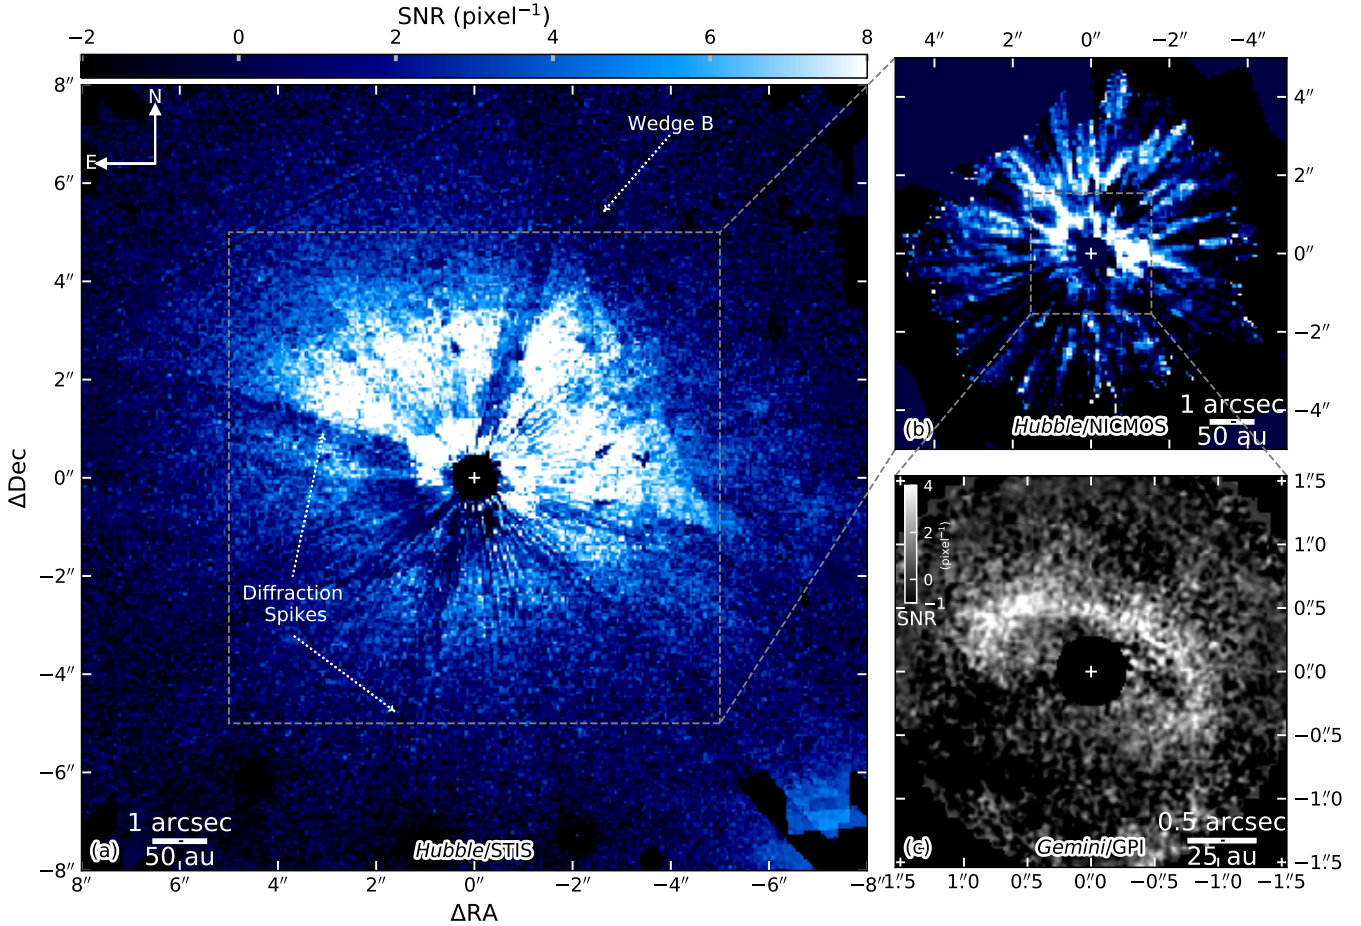 SNR (pixel⁻¹)
−2 0 2 4 6 8
8″
6″
4″
2″
0″
−2″
−4″
−6″
−8″
ΔDec
N
E
Wedge B
Diffraction
Spikes
1 arcsec
50 au
(a)
Hubble/STIS
8″ 6″ 4″ 2″ 0″ −2″ −4″ −6″ −8″
ΔRA
4″ 2″ 0″ −2″ −4″
4″
2″
0″
−2″
−4″
1 arcsec
50 au
(b)
Hubble/NICMOS
4
2
0
−1
(pixel⁻¹)
SNR
1″.5
1″.0
0″.5
0″.0
−0″.5
−1″.0
−1″.5
0.5 arcsec
25 au
(c)
Gemini/GPI
1″.5 1″.0 0″.5 0″.0 −0″.5 −1″.0 −1″.5